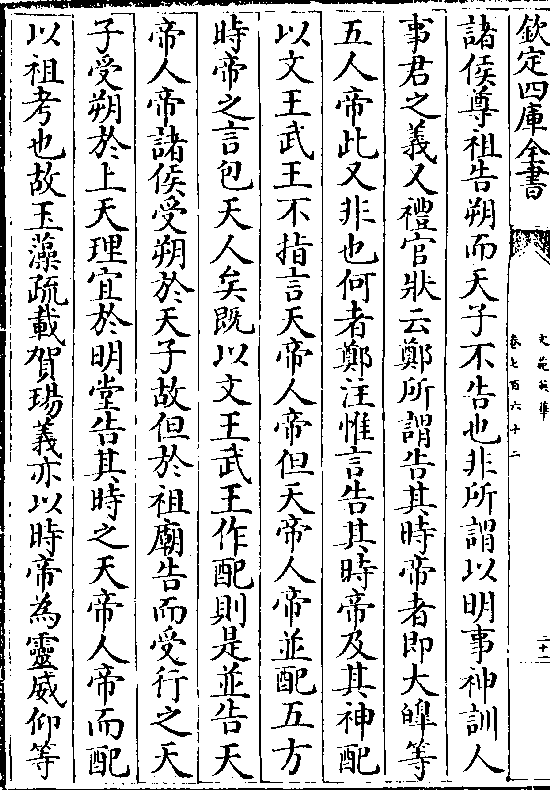 欽定四庫全書
文苑英華
卷七百六十二
二十二
諸侯尊祖告朔而天子不告也非所謂以明事神訓人
事君之義又禮官狀云鄭所謂告其時帝者即大皥等
五人帝此又非也何者鄭注惟言告其時帝及其神配
以文王武王不指言天帝人帝但天帝人帝並配五方
時帝之言包天人矣既以文王武王作配則是並告天
帝人帝諸侯受朔於天子故但於祖廟告而受行之天
子受朔於上天理宜於明堂告其時之天帝人帝而配
以祖考也故玉藻疏載賀瑒義亦以時帝為靈威仰等